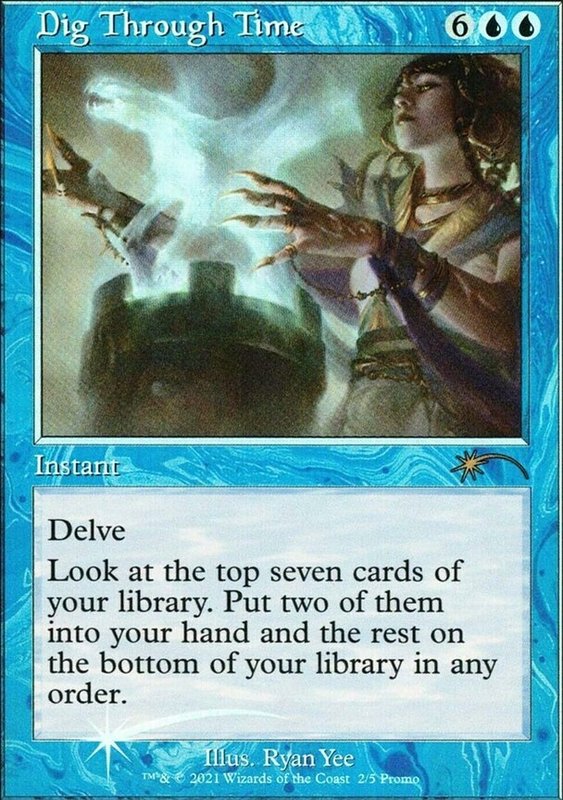 Dig Through Time 6
Instant
Delve
Look at the top seven cards of
your library. Put two of them
into your hand and the rest on
the bottom of your library in any
order.
Illus. Ryan Yee
™ & © 2021 Wizards of the Coast 2/5 Promo